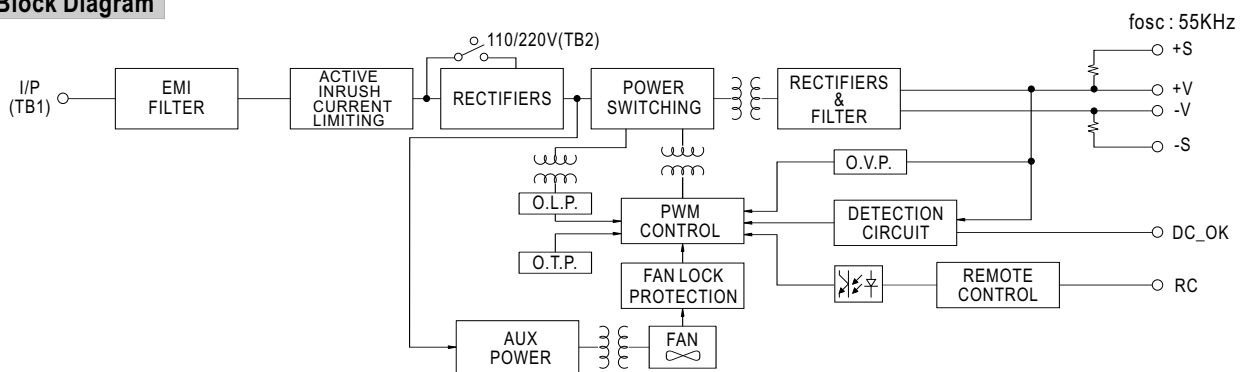 Block Diagram
fosc : 55KHz
110/220V(TB2)
+S
I/P
(TB1)
EMI
FILTER
ACTIVE
INRUSH
CURRENT
LIMITING
RECTIFIERS
POWER
SWITCHING
RECTIFIERS
&
FILTER
+V
-V
-S
O.V.P.
O.L.P.
PWM
CONTROL
DETECTION
CIRCUIT
DC_OK
O.T.P.
FAN LOCK
PROTECTION
REMOTE
CONTROL
RC
AUX
POWER
FAN